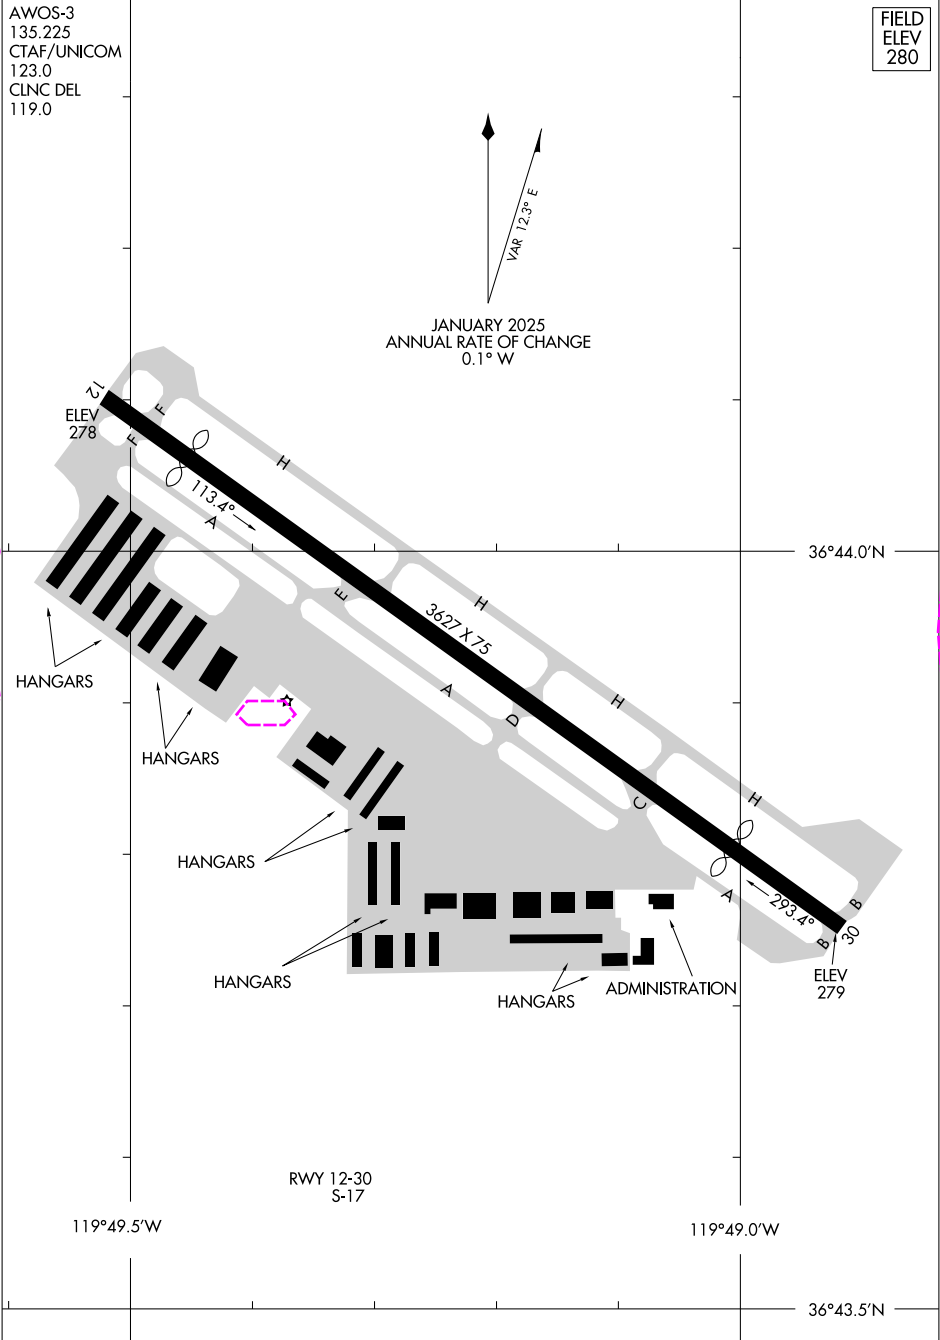 AWOS-3
135.225
CTAF/UNICOM
123.0
CLNC DEL
119.0
FIELD
ELEV
280
VAR 12.3° E
JANUARY 2025
ANNUAL RATE OF CHANGE
0.1° W
12
ELEV
278
F
F
H
113.4°
A
36°44.0'N
E
3627 X 75
H
HANGARS
A
H
D
HANGARS
C
H
HANGARS
A
293.4°
B
B
30
HANGARS
HANGARS
ADMINISTRATION
ELEV
279
RWY 12-30
S-17
119°49.5'W
119°49.0'W
36°43.5'N